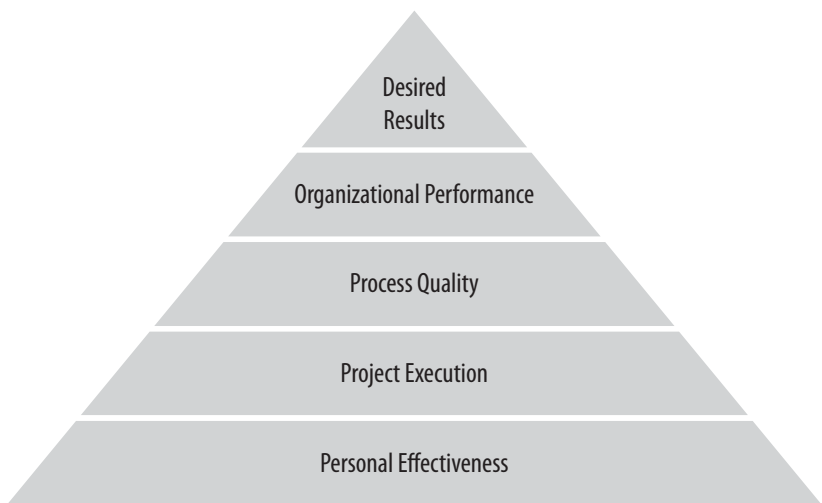 Desired
Results
Organizational Performance
Process Quality
Project Execution
Personal Effectiveness